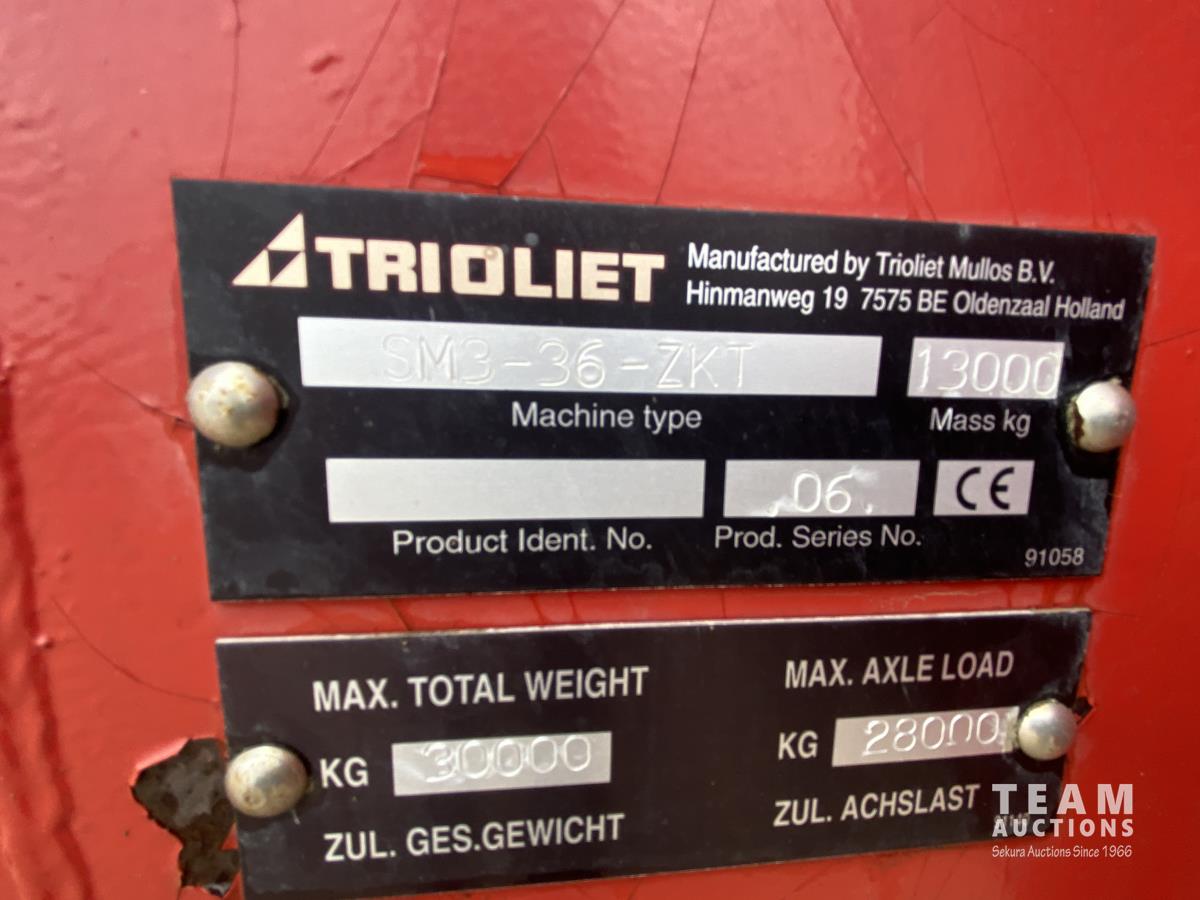 TRIOLIET
Manufactured by Trioliet Mullos B.V.
Hinmanweg 19 7575 BE Oldenzaal Holland
SM3-36-ZKT
13000
Machine type
Mass kg
.06.
CE
Product Ident. No.
Prod. Series No.
91058
MAX. TOTAL WEIGHT
MAX. AXLE LOAD
KG 30000
KG 28000
ZUL. GES.GEWICHT
ZUL. ACHSLAST
TEAM
AUCTIONS
Sekura Auctions Since 1966